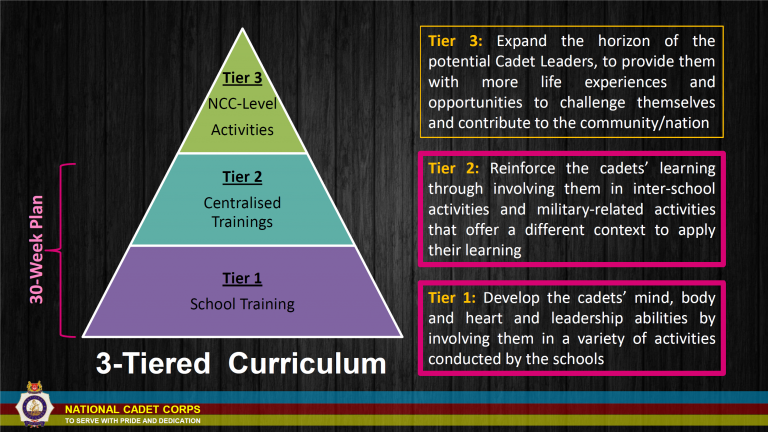 Tier 3
NCC-Level
Activities
Tier 2
Centralised
Trainings
Tier 1
School Training
30-Week Plan
3-Tiered Curriculum
Tier 3: Expand the horizon of the
potential Cadet Leaders, to provide them
with more life experiences and
opportunities to challenge themselves
and contribute to the community/nation
Tier 2: Reinforce the cadets’ learning
through involving them in inter-school
activities and military-related activities
that offer a different context to apply
their learning
Tier 1: Develop the cadets’ mind, body
and heart and leadership abilities by
involving them in a variety of activities
conducted by the schools
NATIONAL CADET CORPS
TO SERVE WITH PRIDE AND DEDICATION